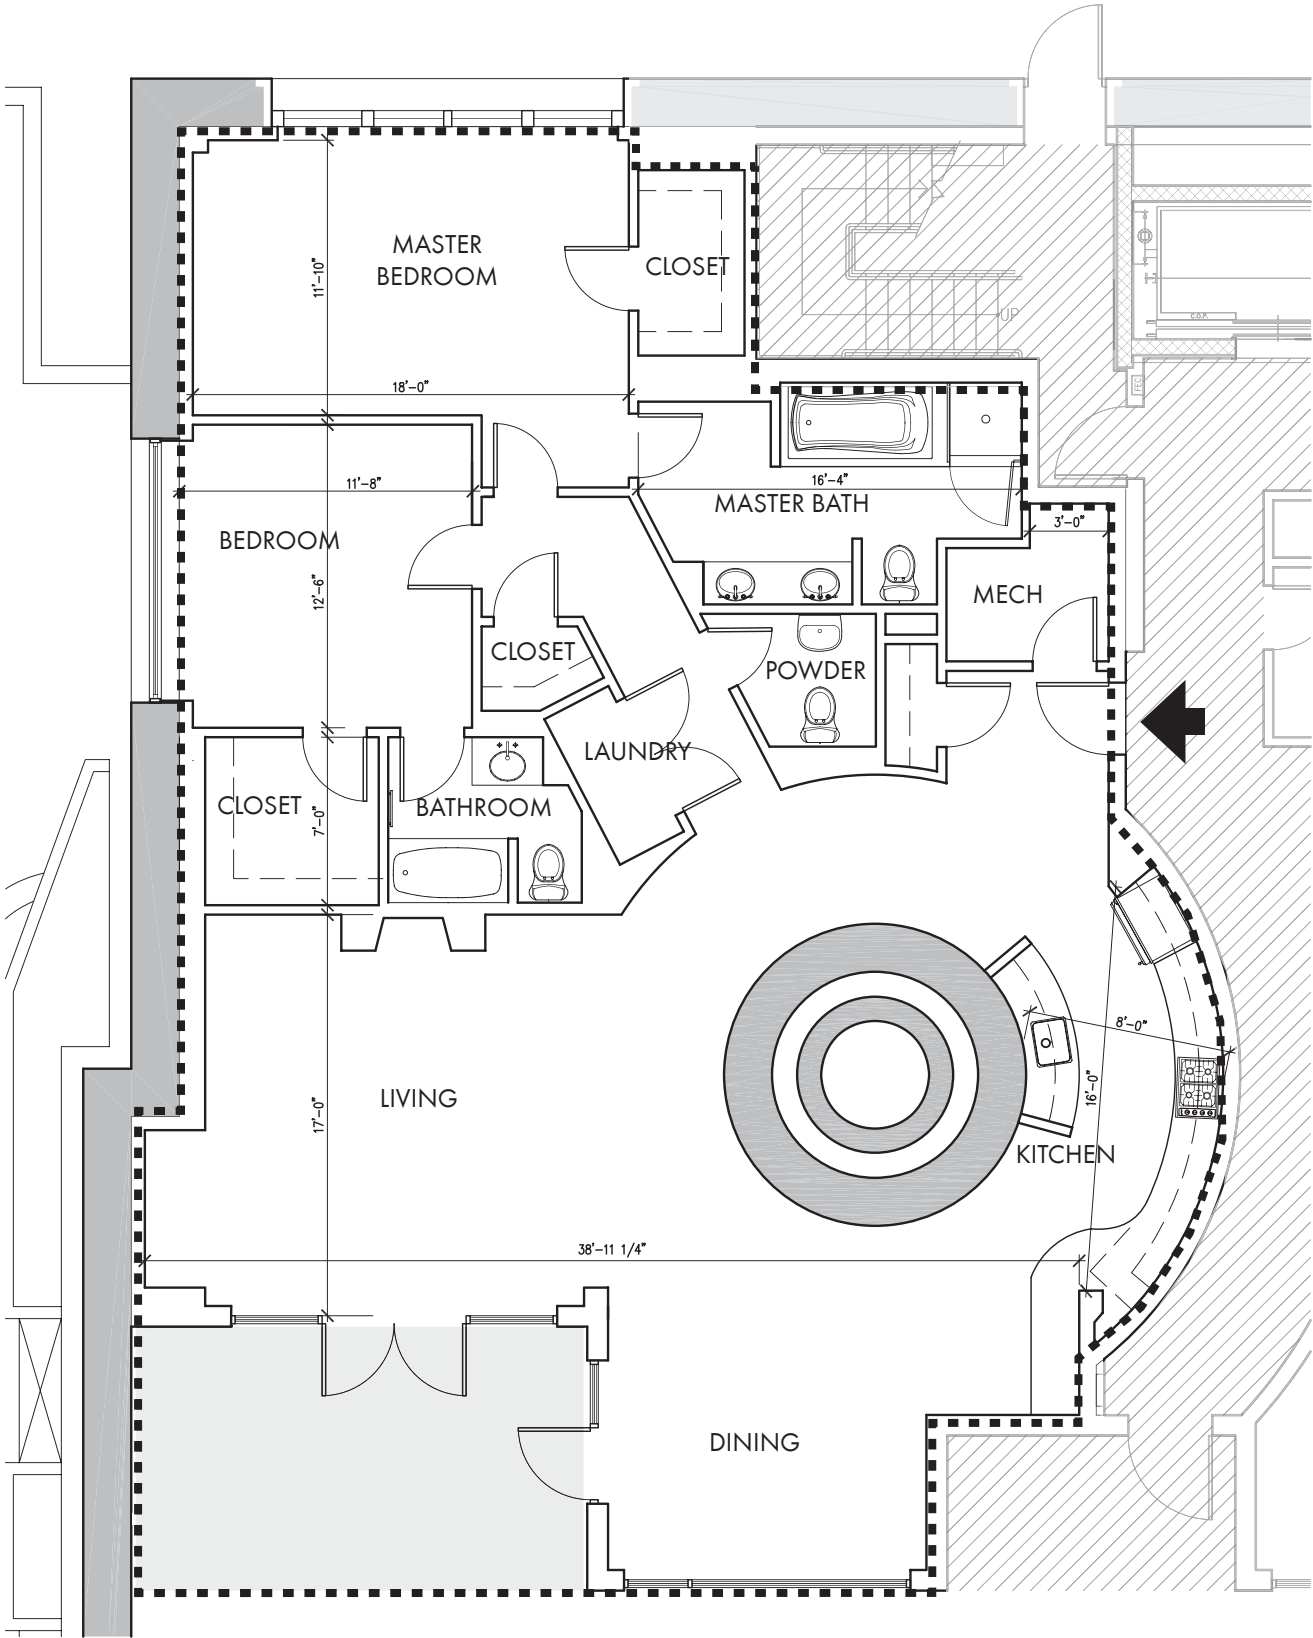 MASTER
BEDROOM
CLOSET
11'-10"
18'-0"
UP
C.O.P.
FEC
11'-8"
16'-4"
MASTER BATH
3'-0"
BEDROOM
12'-6"
MECH
CLOSET
POWDER
LAUNDRY
CLOSET
BATHROOM
7'-0"
8'-0"
LIVING
17'-0"
16'-0"
KITCHEN
38'-11 1/4"
DINING